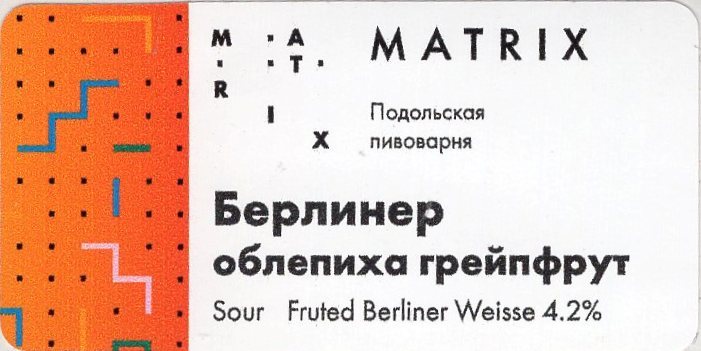 M A
T
R
I
X
MATRIX
Подольская
пивоварня
Берлинер
облепиха грейпфрут
Sour Fruted Berliner Weisse 4.2%